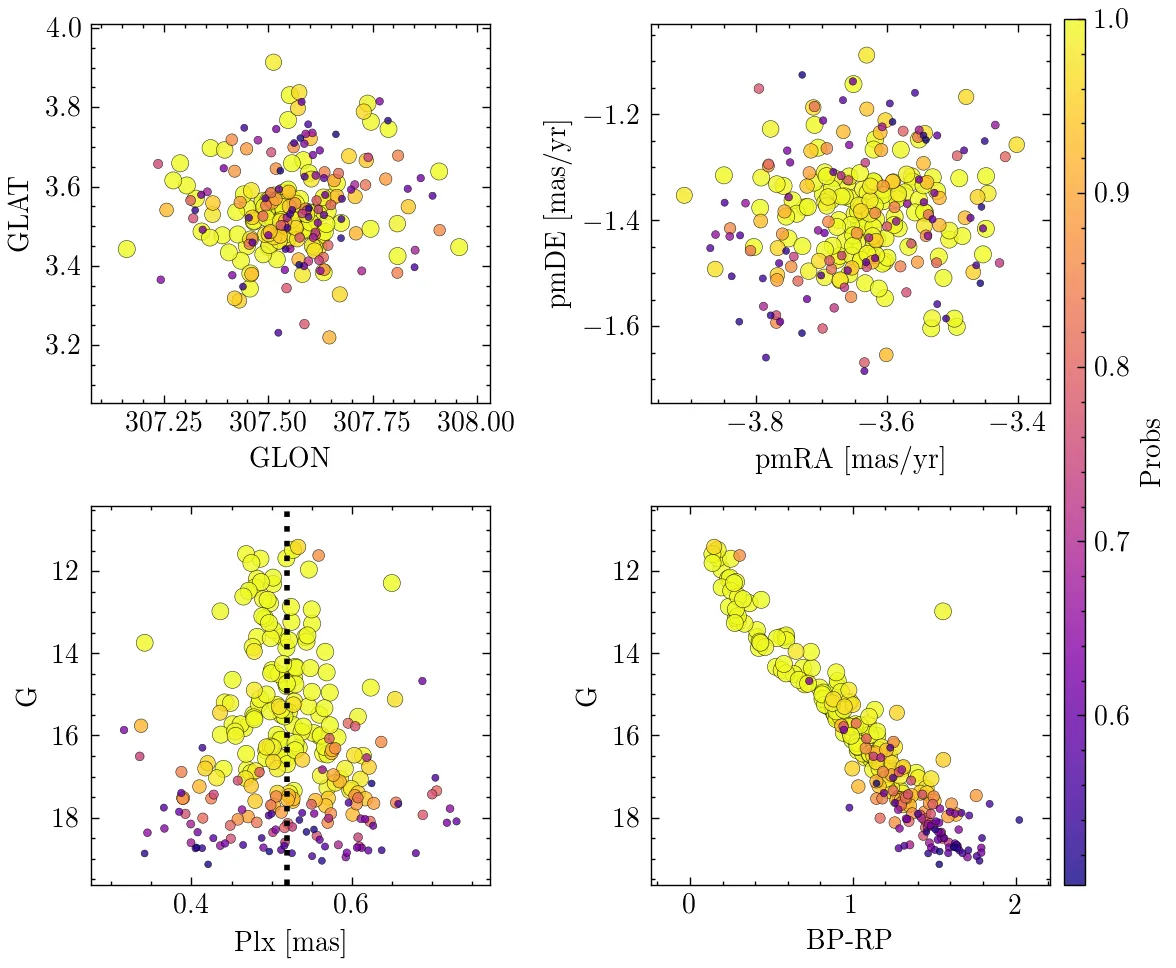 4.0
3.8
3.6
3.4
3.2
GLAT
307.25 307.50 307.75 308.00
GLON
−1.2
−1.4
−1.6
pmDE [mas/yr]
−3.8 −3.6 −3.4
pmRA [mas/yr]
1.0
0.9
0.8
0.7
0.6
Probs
12
14
16
18
G
0.4 0.6
Plx [mas]
12
14
16
18
G
0 1 2
BP-RP